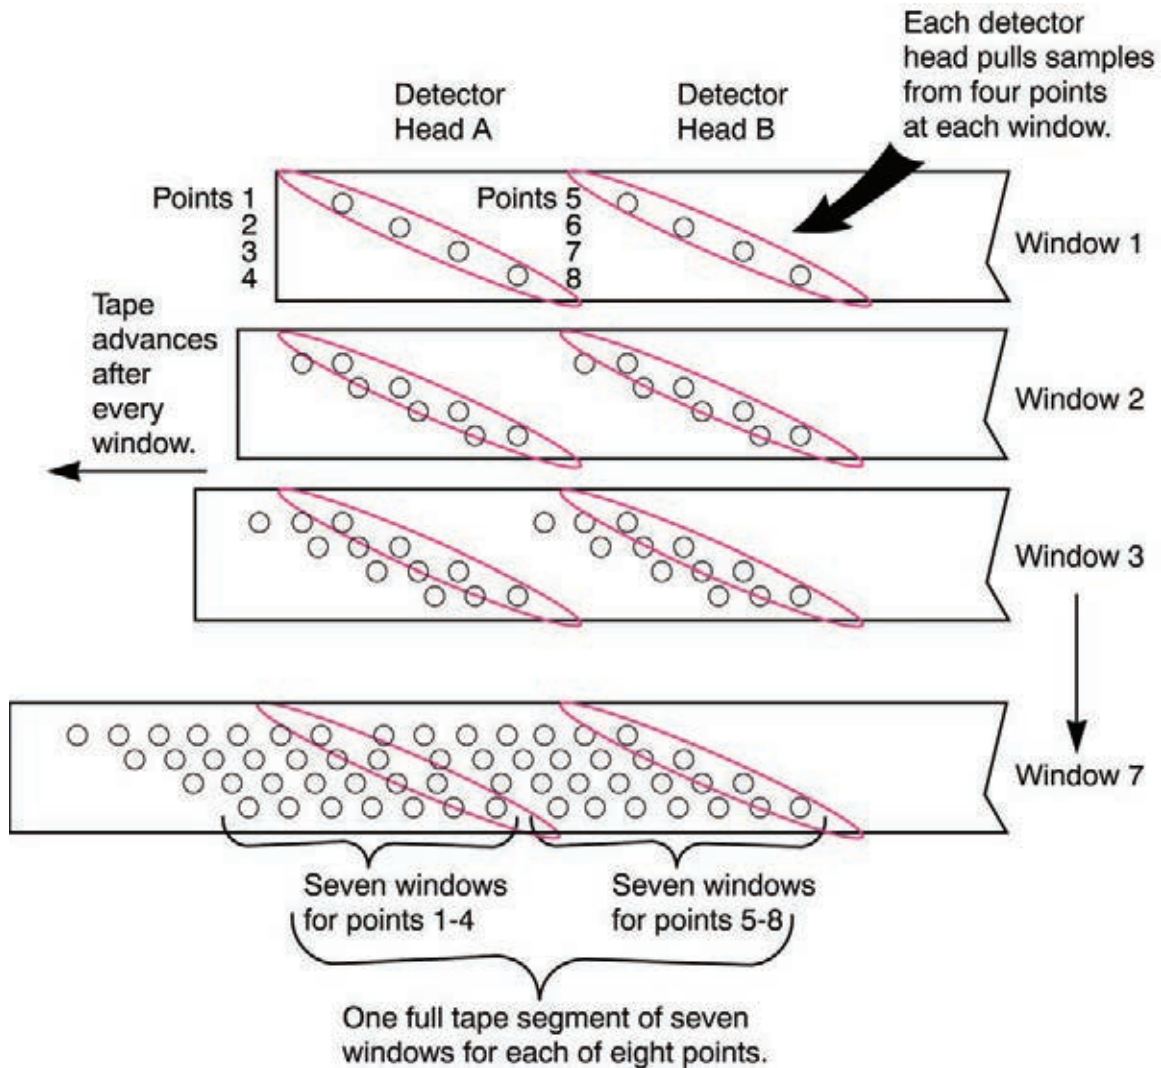 Each detector
head pulls samples
from four points
at each window.
Detector
Head A
Detector
Head B
Points 1
2
3
4
Points 5
6
7
8
Window 1
Tape
advances
after
every
window.
Window 2
Window 3
Window 7
Seven windows
for points 1-4
Seven windows
for points 5-8
One full tape segment of seven
windows for each of eight points.